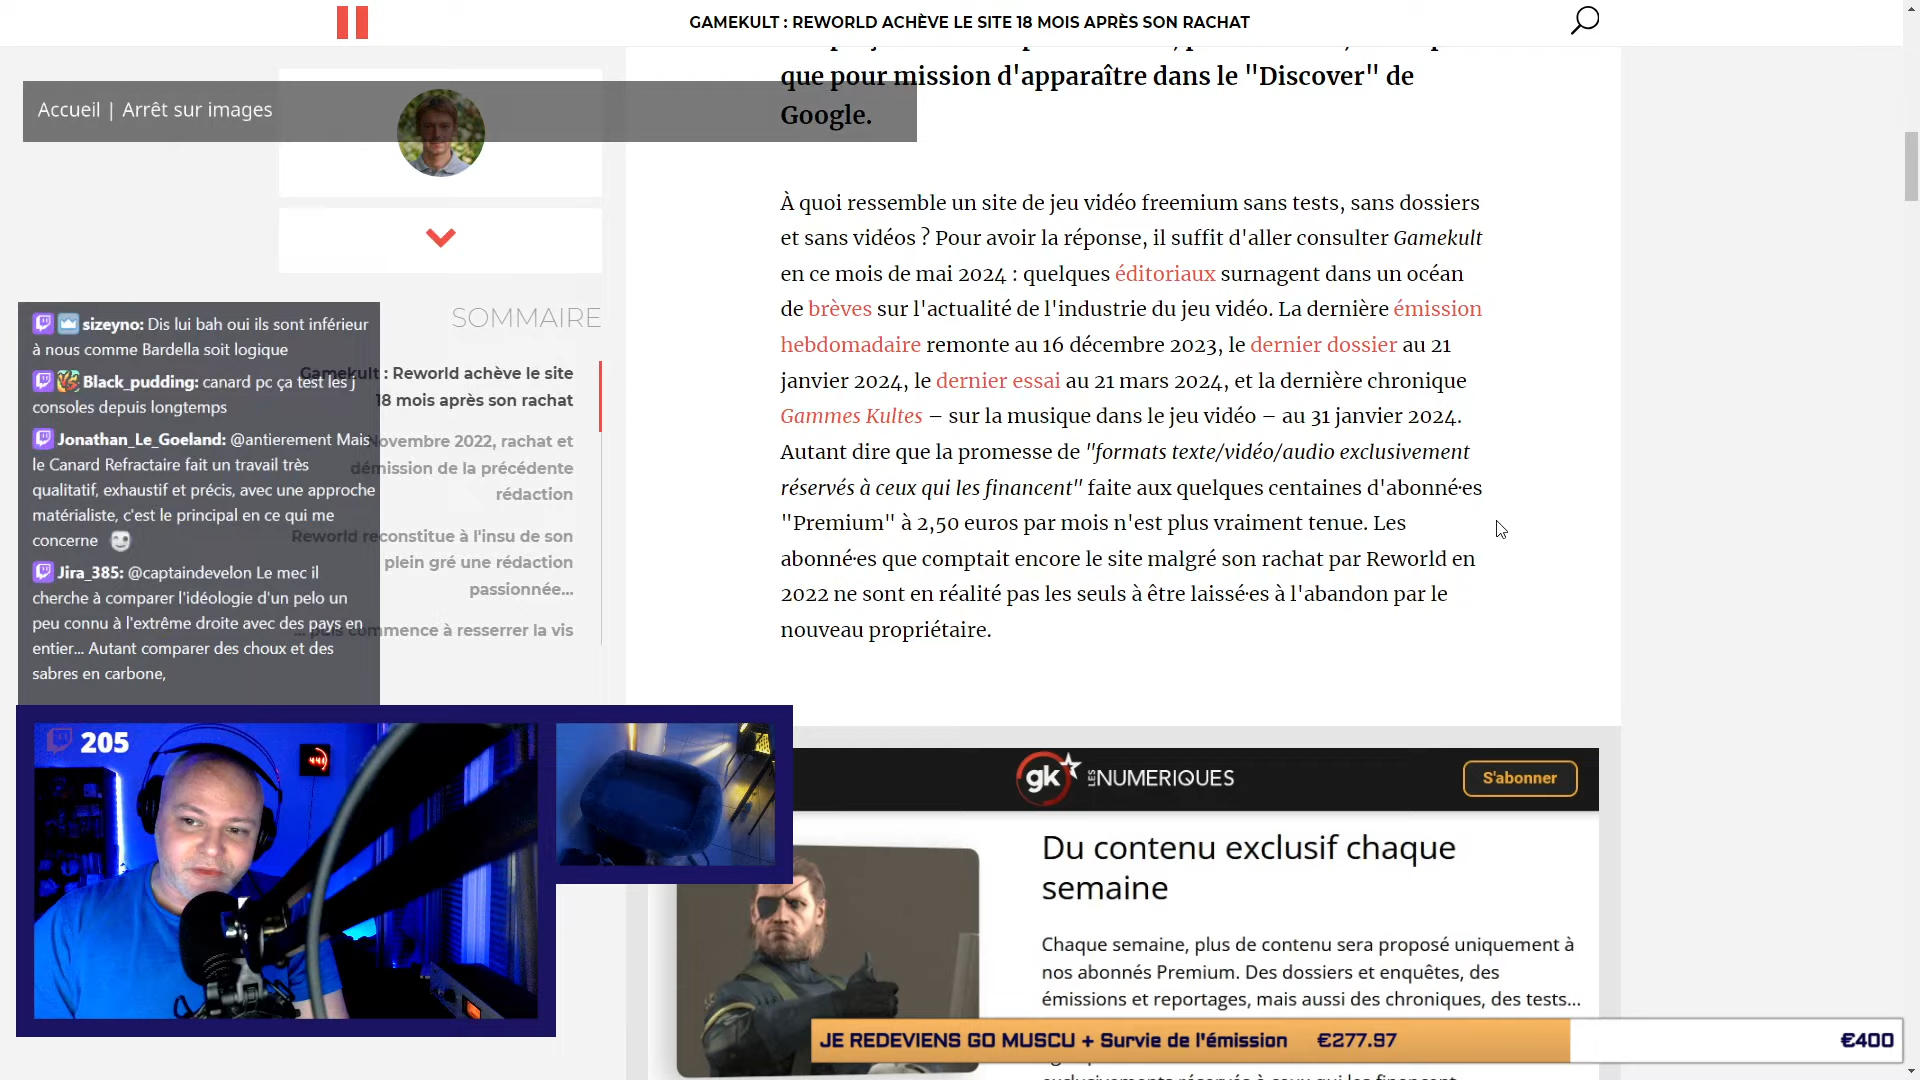 GAMEKULT : REWORLD ACHÈVE LE SITE 18 MOIS APRÈS SON RACHAT
que pour mission d'apparaître dans le "Discover" de
Google.
Accueil | Arrêt sur images
À quoi ressemble un site de jeu vidéo freemium sans tests, sans dossiers
et sans vidéos ? Pour avoir la réponse, il suffit d'aller consulter Gamekult
en ce mois de mai 2024 : quelques éditoriaux surnagent dans un océan
de brèves sur l'actualité de l'industrie du jeu vidéo. La dernière émission
hebdomadaire remonte au 16 décembre 2023, le dernier dossier au 21
janvier 2024, le dernier essai au 21 mars 2024, et la dernière chronique
Gammes Kultes – sur la musique dans le jeu vidéo – au 31 janvier 2024.
Autant dire que la promesse de "formats texte/vidéo/audio exclusivement
réservés à ceux qui les financent" faite aux quelques centaines d'abonné·es
"Premium" à 2,50 euros par mois n'est plus vraiment tenue. Les
abonné·es que comptait encore le site malgré son rachat par Reworld en
2022 ne sont en réalité pas les seuls à être laissé·es à l'abandon par le
nouveau propriétaire.
SOMMAIRE
Gamekult : Reworld achève le site
18 mois après son rachat
Novembre 2022, rachat et
démission de la précédente
rédaction
Reworld reconstitue à l'insu de son
plein gré une rédaction
passionnée...
... puis commence à resserrer la vis
sizeyno: Dis lui bah oui ils sont inférieur
à nous comme Bardella soit logique
Black_pudding: canard pc ça test les j
consoles depuis longtemps
Jonathan_Le_Goeland: @antierement Mais
le Canard Refractaire fait un travail très
qualitatif, exhaustif et précis, avec une approche
matérialiste, c'est le principal en ce qui me
concerne
Jira_385: @captaindevelon Le mec il
cherche à comparer l'idéologie d'un pelo un
peu connu à l'extrême droite avec des pays en
entier... Autant comparer des choux et des
sabres en carbone,
205
gk LES NUMERIQUES
S'abonner
Du contenu exclusif chaque
semaine
Chaque semaine, plus de contenu sera proposé uniquement à
nos abonnés Premium. Des dossiers et enquêtes, des
émissions et reportages, mais aussi des chroniques, des tests...
JE REDEVIENS GO MUSCU + Survie de l'émission €277.97 €400